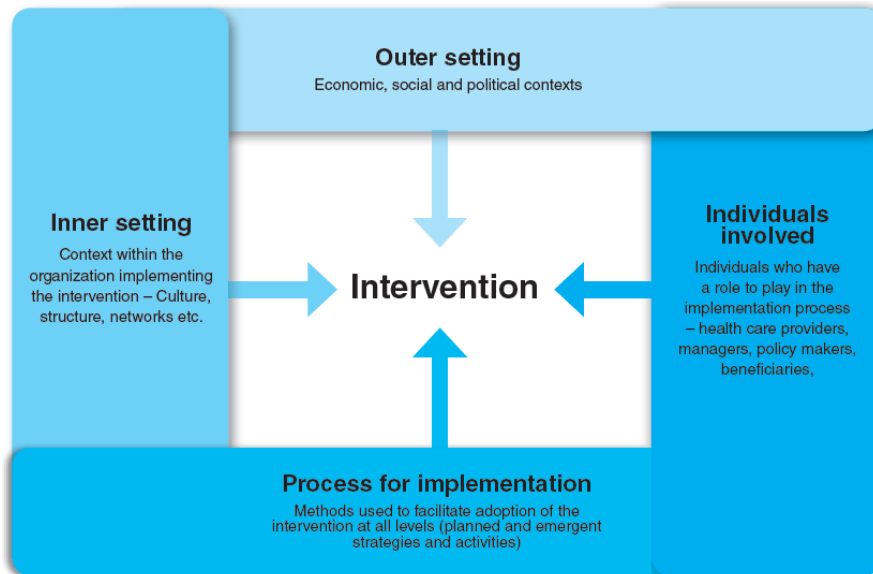 Outer setting
Economic, social and political contexts
Inner setting
Context within the
organization implementing
the intervention – Culture,
structure, networks etc.
Intervention
Individuals
involved
Individuals who have
a role to play in the
implementation process
– health care providers,
managers, policy makers,
beneficiaries,
Process for implementation
Methods used to facilitate adoption of the
intervention at all levels (planned and emergent
strategies and activities)